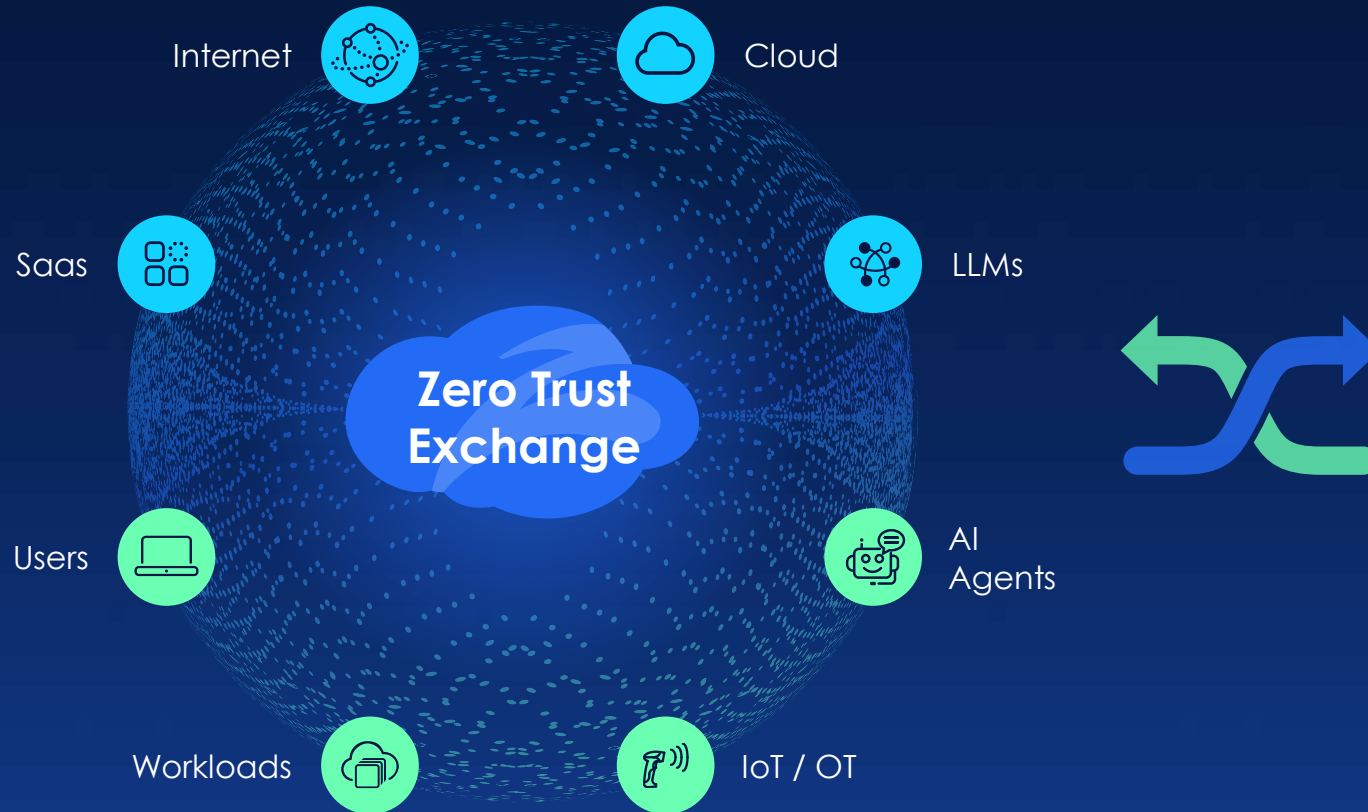 Internet
Cloud
Saas
LLMs
Zero Trust
Exchange
Users
AI
Agents
Workloads
IoT / OT